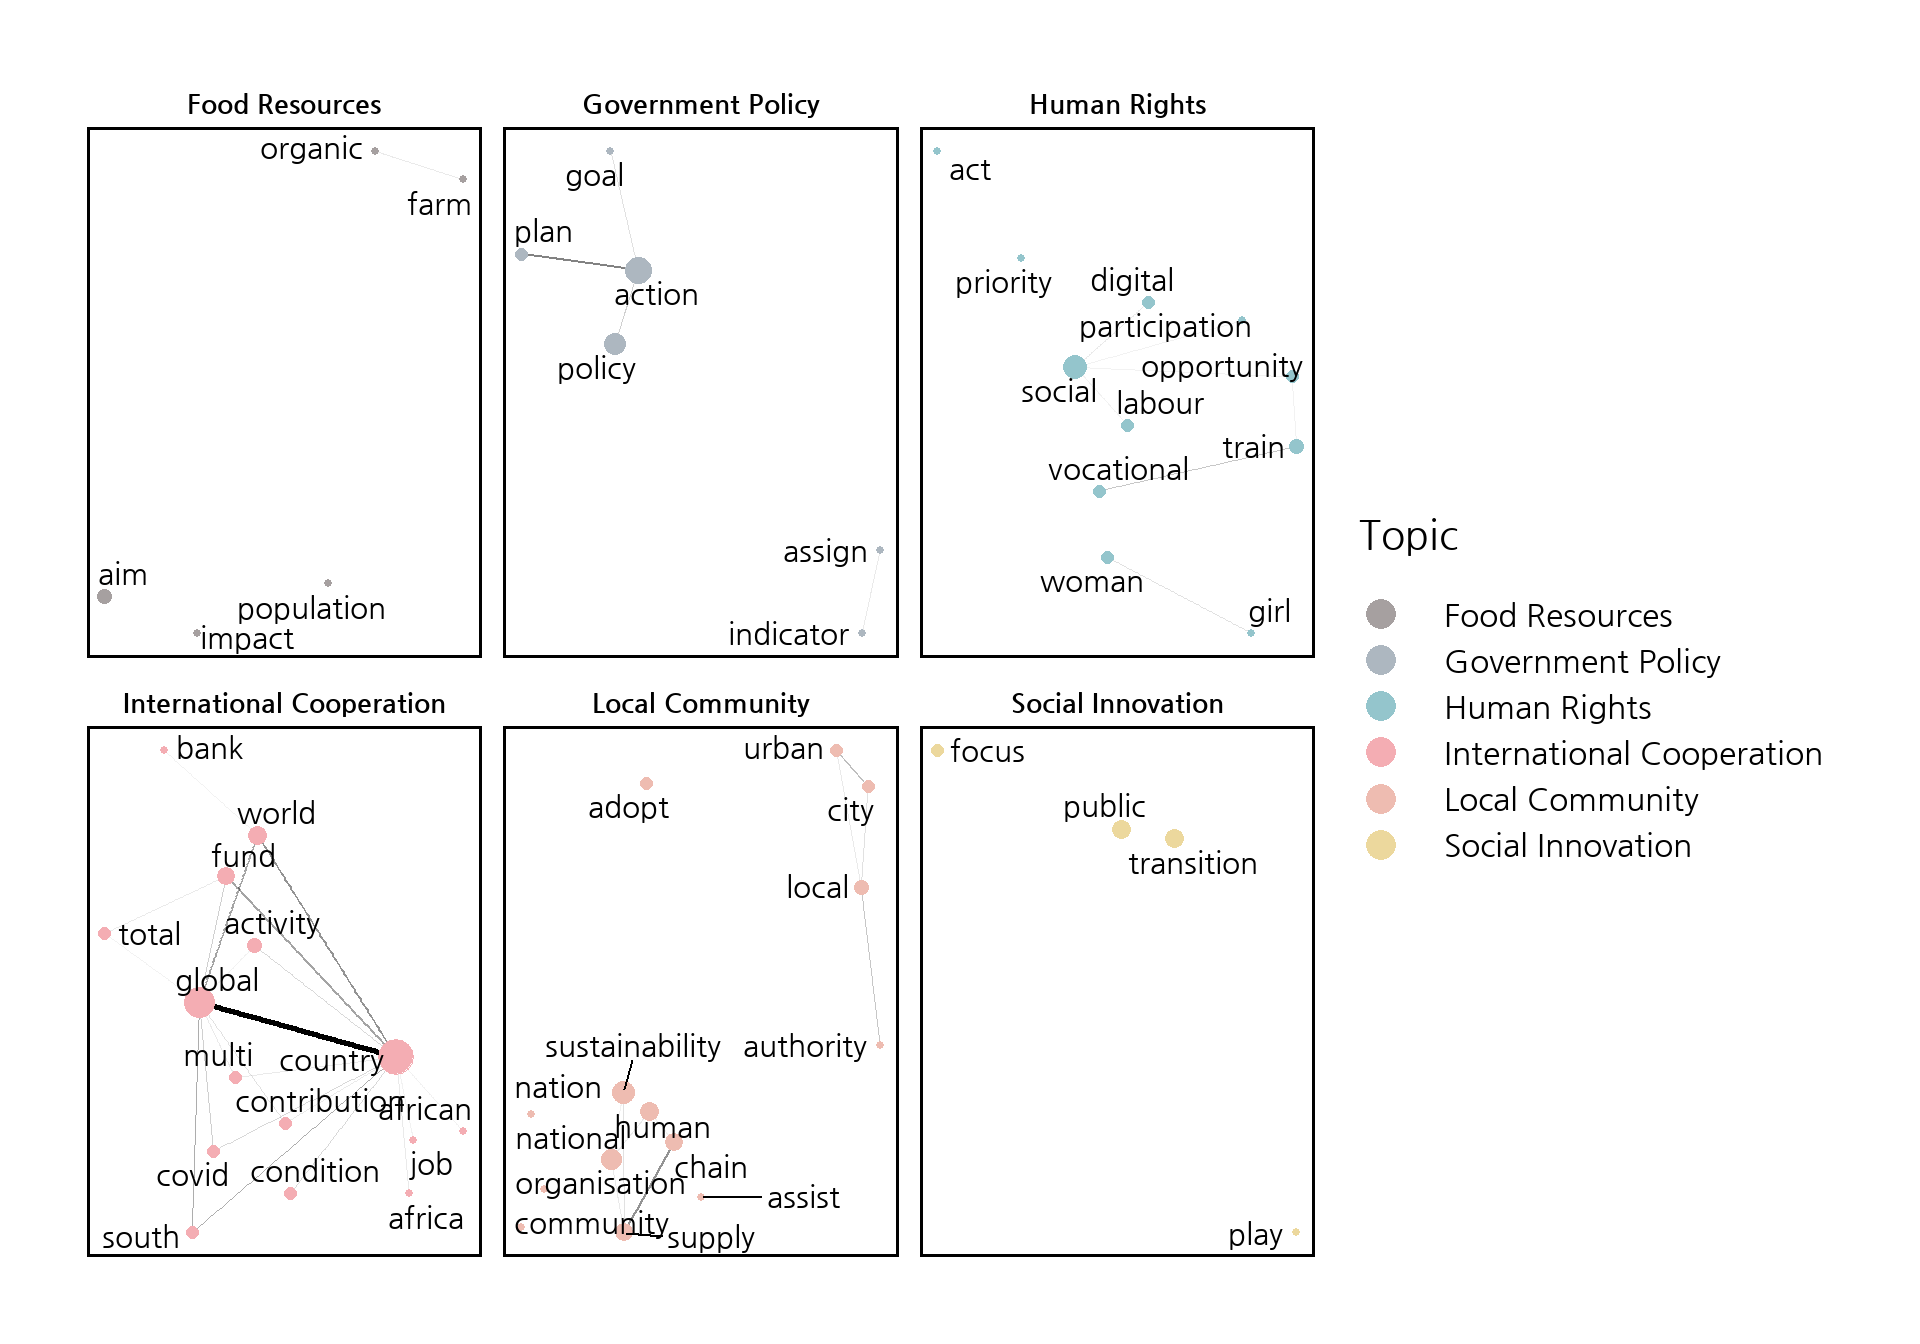 Food Resources
organic
farm
aim
population
impact
Government Policy
goal
plan
action
policy
assign
indicator
Human Rights
act
priority
digital
participation
opportunity
social
labour
train
vocational
woman
girl
International Cooperation
bank
world
fund
activity
total
global
multi
country
contribution
african
covid
condition
job
africa
south
Local Community
urban
adopt
city
local
sustainability
authority
nation
human
national
chain
organisation
assist
community
supply
Social Innovation
focus
public
transition
play
Topic
Food Resources
Government Policy
Human Rights
International Cooperation
Local Community
Social Innovation